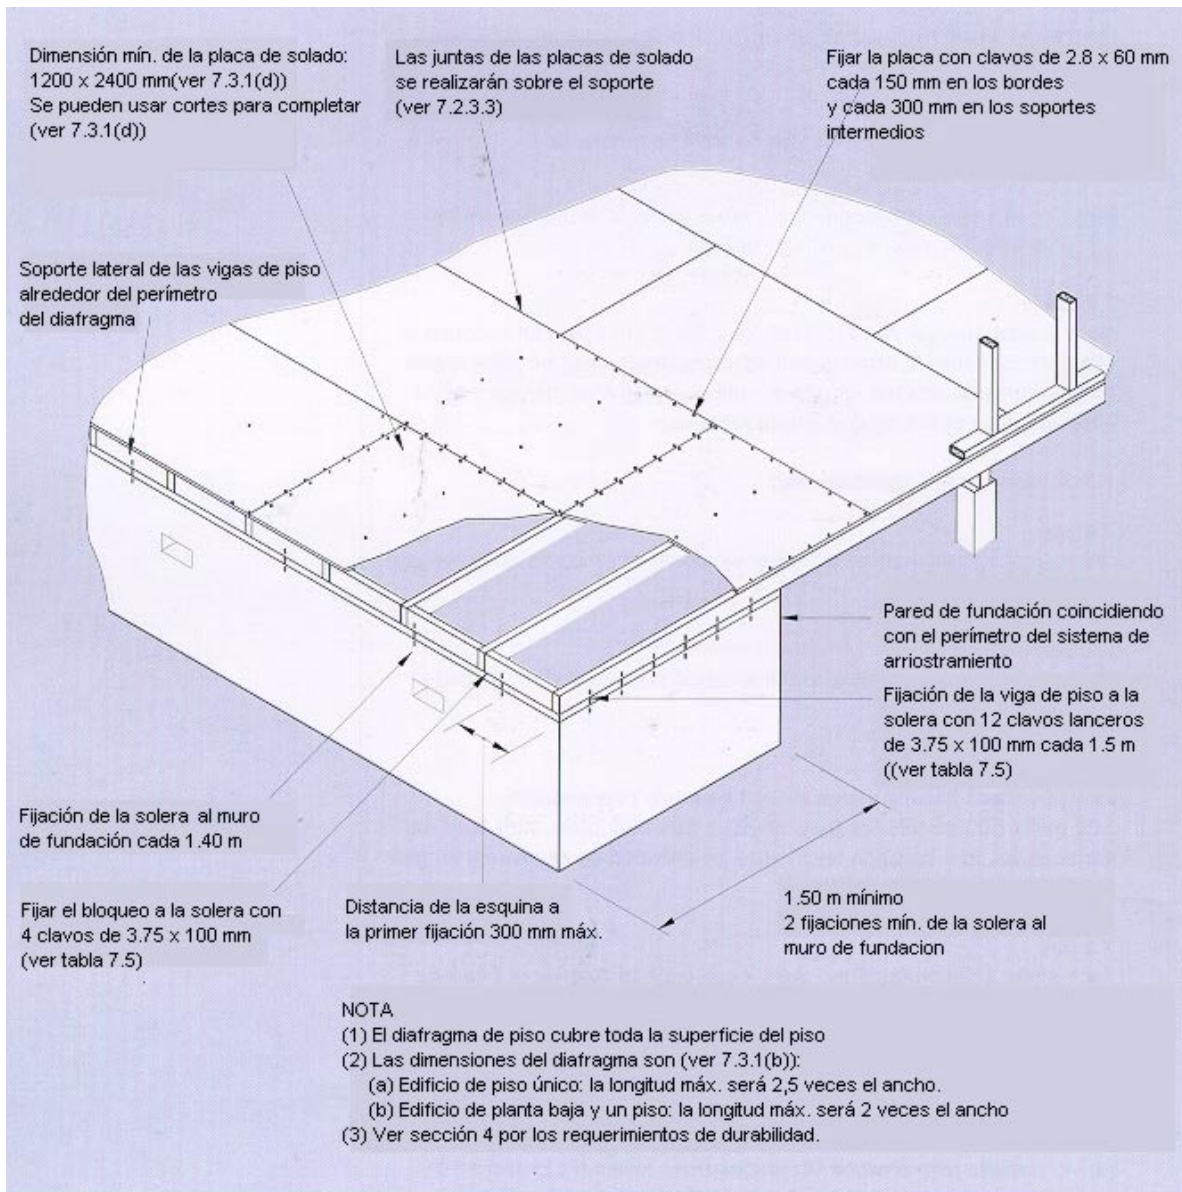 Dimensión mín. de la placa de solado:
1200 x 2400 mm(ver 7.3.1(d))
Se pueden usar cortes para completar
(ver 7.3.1(d))
Las juntas de las placas de solado
se realizarán sobre el soporte
(ver 7.2.3.3)
Fijar la placa con clavos de 2.8 x 60 mm
cada 150 mm en los bordes
y cada 300 mm en los soportes
intermedios
Soporte lateral de las vigas de piso
alrededor del perímetro
del diafragma
Pared de fundación coincidiendo
con el perímetro del sistema de
arriostramiento
Fijación de la viga de piso a la
solera con 12 clavos lanceros
de 3.75 x 100 mm cada 1.5 m
((ver tabla 7.5)
Fijación de la solera al muro
de fundación cada 1.40 m
Fijar el bloqueo a la solera con
4 clavos de 3.75 x 100 mm
(ver tabla 7.5)
Distancia de la esquina a
la primer fijación 300 mm máx.
1.50 m mínimo
2 fijaciones mín. de la solera al
muro de fundacion
NOTA
(1) El diafragma de piso cubre toda la superficie del piso
(2) Las dimensiones del diafragma son (ver 7.3.1(b)):
(a) Edificio de piso único: la longitud máx. será 2,5 veces el ancho.
(b) Edificio de planta baja y un piso: la longitud máx. será 2 veces el ancho
(3) Ver sección 4 por los requerimientos de durabilidad.